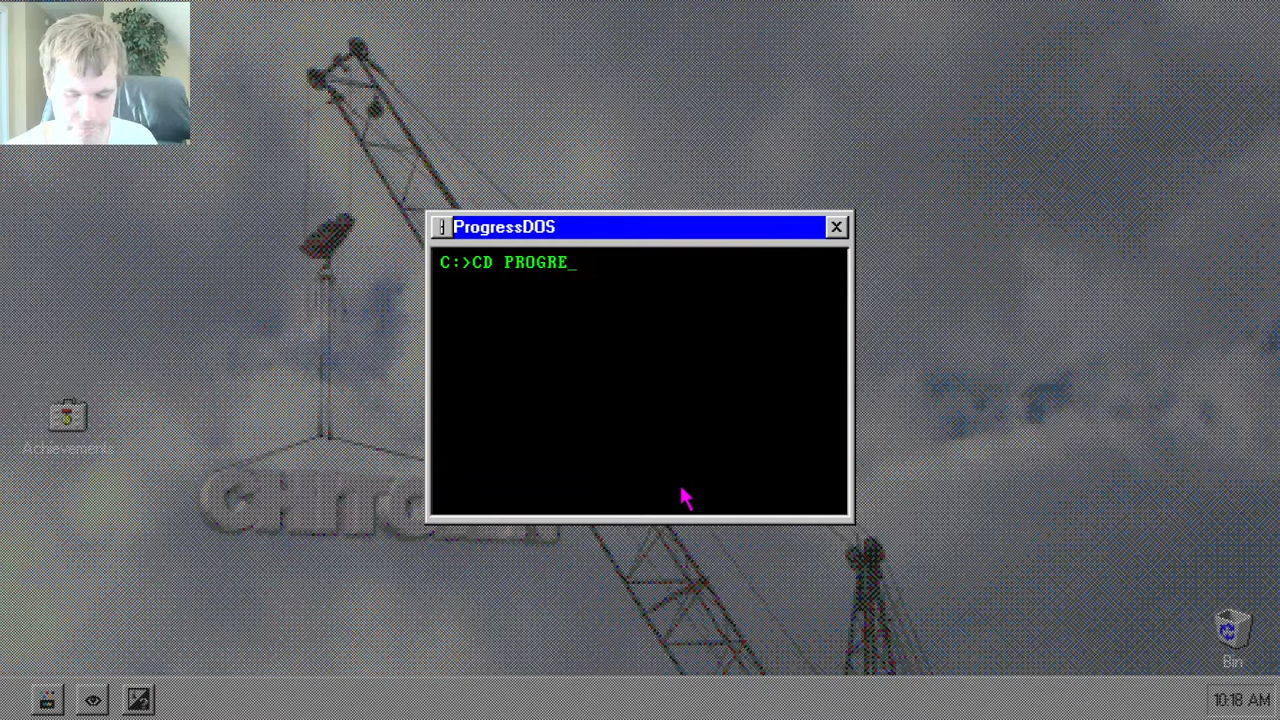 ProgressDOS
C:>CD PROGRE_
Achievements
Bin
10:18 AM